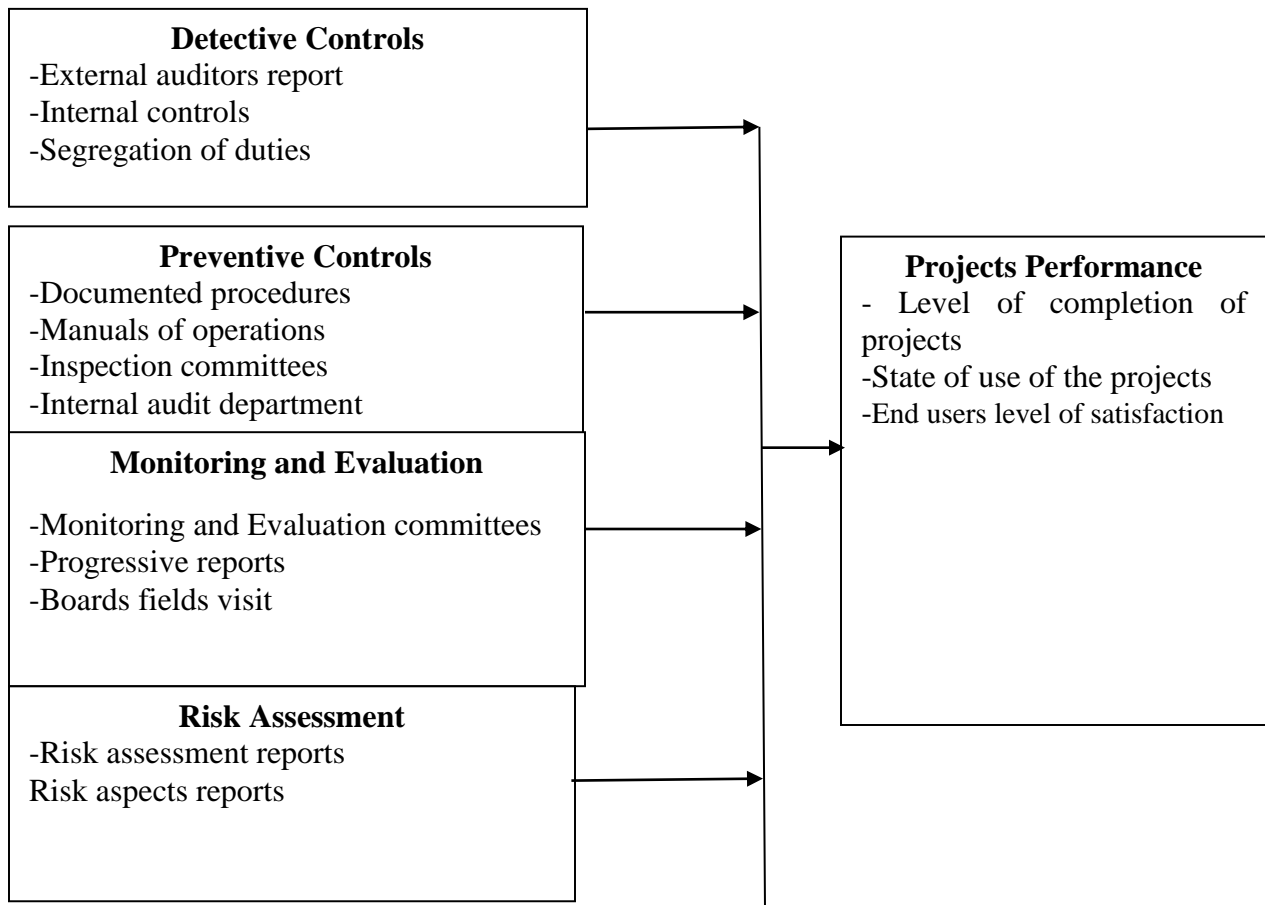 Detective Controls
-External auditors report
-Internal controls
-Segregation of duties
Preventive Controls
-Documented procedures
-Manuals of operations
-Inspection committees
-Internal audit department
Monitoring and Evaluation
-Monitoring and Evaluation committees
-Progressive reports
-Boards fields visit
Risk Assessment
-Risk assessment reports
Risk aspects reports
Projects Performance
- Level of completion of
projects
-State of use of the projects
-End users level of satisfaction